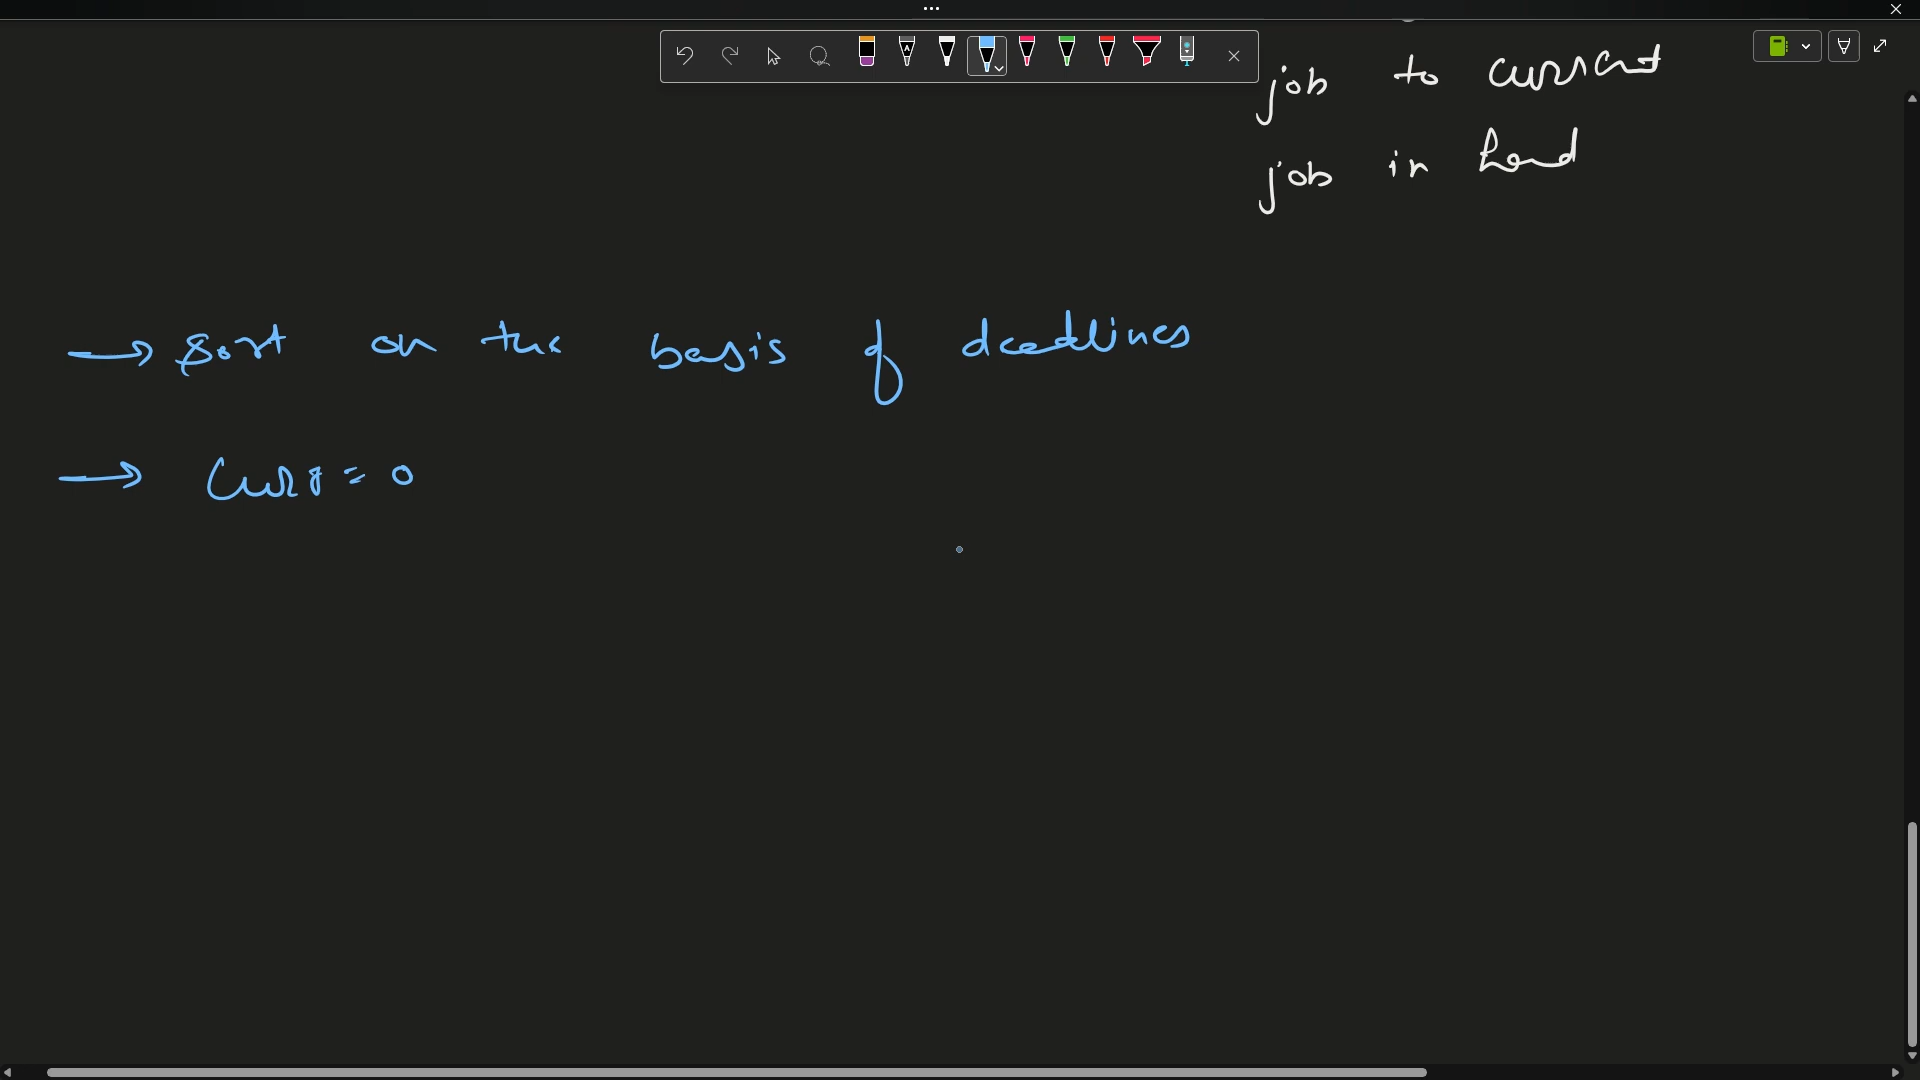 job to current
job in hand
→ sort on the basis of deadlines
→ Curr = 0